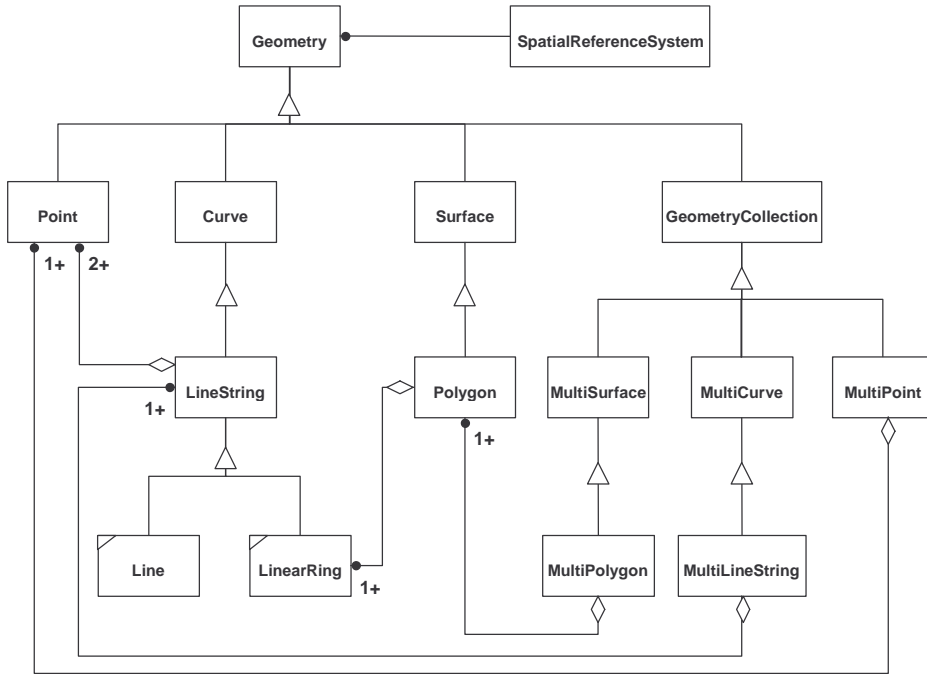 Geometry
SpatialReferenceSystem
Point
Curve
Surface
GeometryCollection
1+
2+
LineString
Polygon
MultiSurface
MultiCurve
MultiPoint
1+
1+
Line
LinearRing
MultiPolygon
MultiLineString
1+